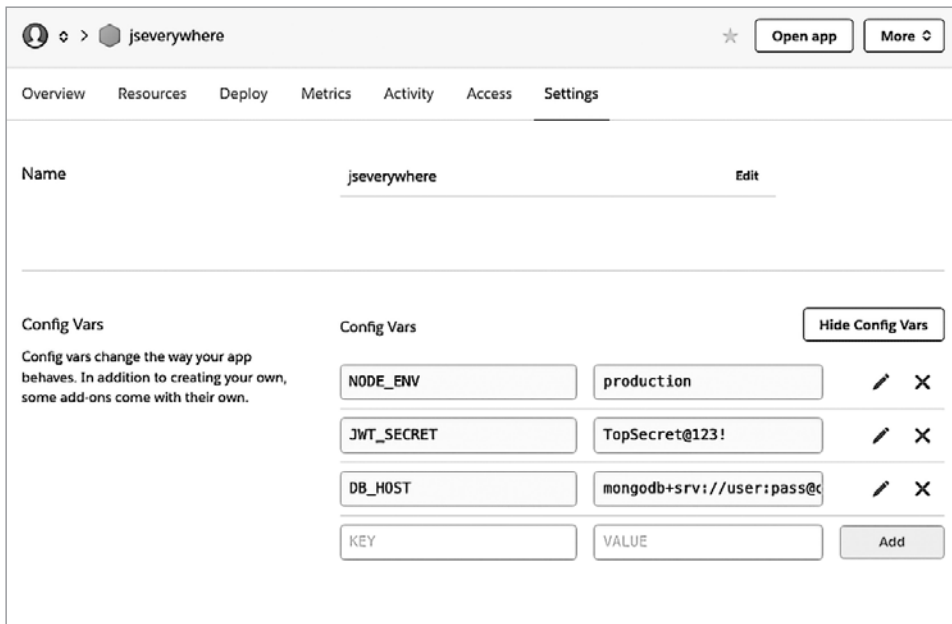 jseverywhere
Open app
More
Overview Resources Deploy Metrics Activity Access Settings
Name
jseverywhere
Edit
Config Vars
Config vars change the way your app
behaves. In addition to creating your own,
some add-ons come with their own.
Config Vars
Hide Config Vars
NODE_ENV production
JWT_SECRET TopSecret@123!
DB_HOST mongodb+srv://user:pass@c
KEY VALUE Add